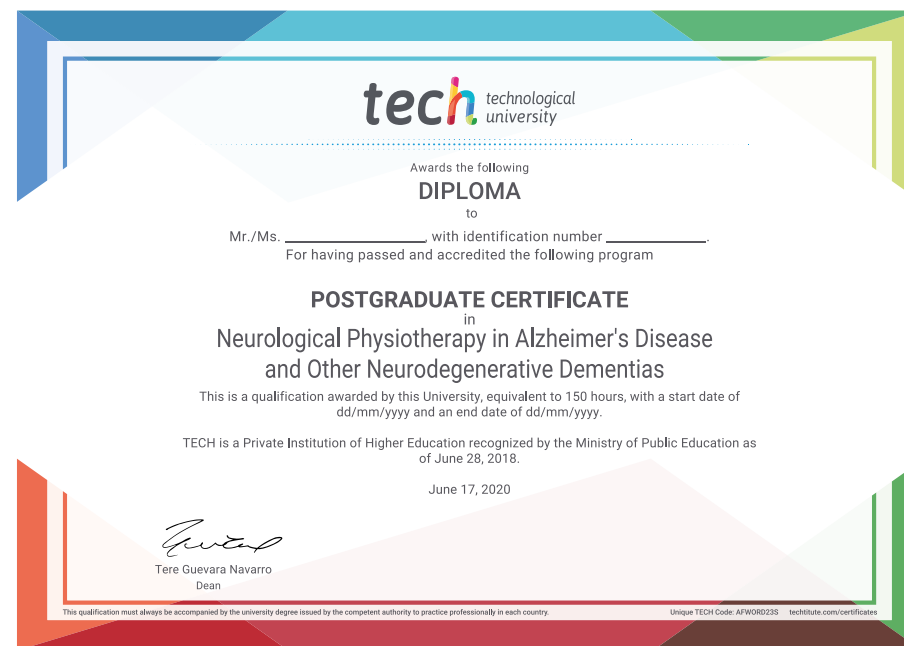 tech technological
university
Awards the following
DIPLOMA
to
Mr./Ms. ____________________, with identification number ______________.
For having passed and accredited the following program
POSTGRADUATE CERTIFICATE
in
Neurological Physiotherapy in Alzheimer's Disease
and Other Neurodegenerative Dementias
This is a qualification awarded by this University, equivalent to 150 hours, with a start date of
dd/mm/yyyy and an end date of dd/mm/yyyy.
TECH is a Private Institution of Higher Education recognized by the Ministry of Public Education as
of June 28, 2018.
June 17, 2020
Tere Guevara Navarro
Dean
This qualification must always be accompanied by the university degree issued by the competent authority to practice professionally in each country. Unique TECH Code: AFWORD23S techtitute.com/certificates